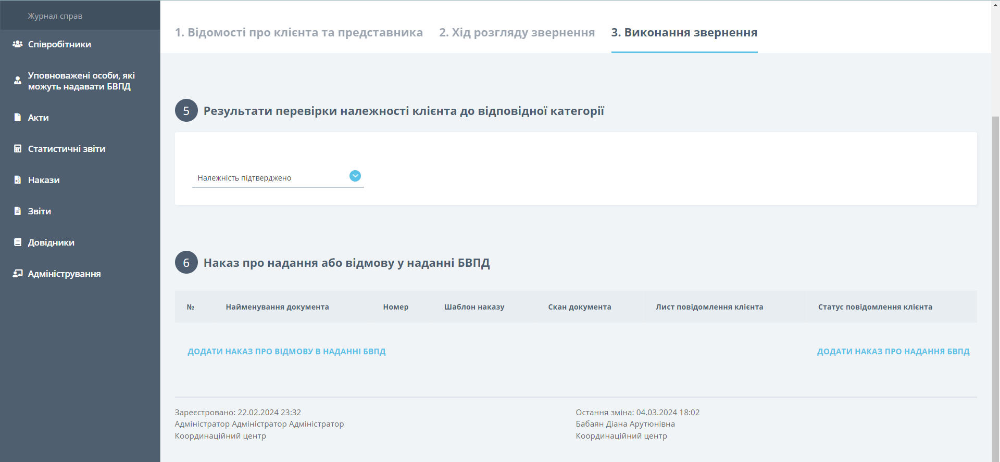 Журнал справ
Співробітники
Уповноважені особи, які
можуть надавати БВПД
Акти
Статистичні звіти
Накази
Звіти
Довідники
Адміністрування
1. Відомості про клієнта та представника
2. Хід розгляду звернення
3. Виконання звернення
5
Результати перевірки належності клієнта до відповідної категорії
Належність підтверджено
6
Наказ про надання або відмову у наданні БВПД
№
Найменування документа
Номер
Шаблон наказу
Скан документа
Лист повідомлення клієнта
Статус повідомлення клієнта
ДОДАТИ НАКАЗ ПРО ВІДМОВУ В НАДАННІ БВПД
ДОДАТИ НАКАЗ ПРО НАДАННЯ БВПД
Зареєстровано: 22.02.2024 23:32
Адміністратор Адміністратор Адміністратор
Координаційний центр
Остання зміна: 04.03.2024 18:02
Бабаян Діана Арутюнівна
Координаційний центр